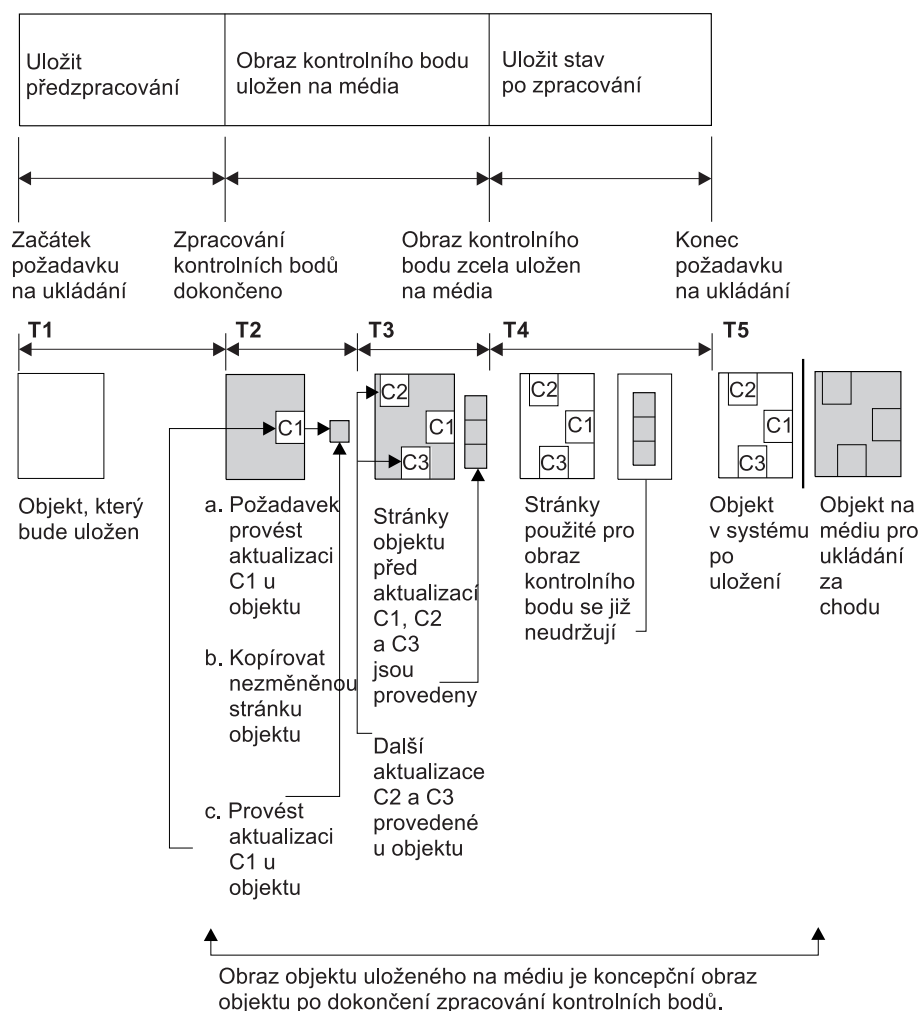 Uložit
předzpracování
Obraz kontrolního bodu
uložen na média
Uložit stav
po zpracování
Začátek
požadavku
na ukládání
Zpracování
kontrolních bodů
dokončeno
Obraz kontrolního
bodu zcela uložen
na média
Konec
požadavku
na ukládání
T1
T2
T3
T4
T5
C1
C2
C1
C3
C2
C1
C3
C2
C1
C3
Objekt, který
bude uložen
a. Požadavek
provést
aktualizaci
C1 u
objektu
b. Kopírovat
nezměněnou
stránku
objektu
c. Provést
aktualizaci
C1 u
objektu
Stránky
objektu
před
aktualizací
C1, C2
a C3
jsou
provedeny
Další
aktualizace
C2 a C3
provedené
u objektu
Stránky
použité pro
obraz
kontrolního
bodu se již
neudržují
Objekt
v systému
po
uložení
Objekt na
médiu pro
ukládání
za
chodu
Obraz objektu uloženého na médiu je koncepční obraz
objektu po dokončení zpracování kontrolních bodů.